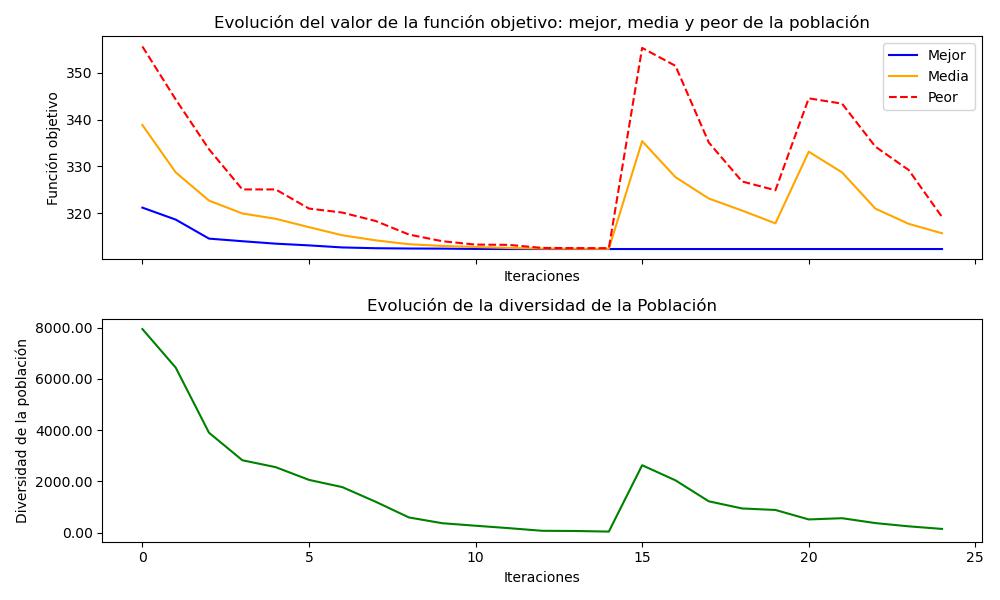 Evolución del valor de la función objetivo: mejor, media y peor de la población
Función objetivo
350
340
330
320
Mejor
Media
Peor
Iteraciones
Evolución de la diversidad de la Población
Diversidad de la población
8000.00
6000.00
4000.00
2000.00
0.00
0 5 10 15 20 25
Iteraciones